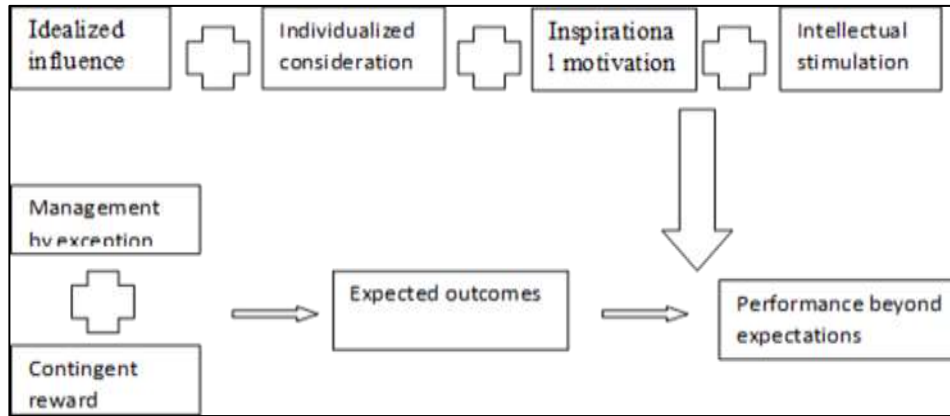 Idealized
influence
Individualized
consideration
Inspirationa
l motivation
Intellectual
stimulation
Management
by exception
Contingent
reward
Expected outcomes
Performance beyond
expectations